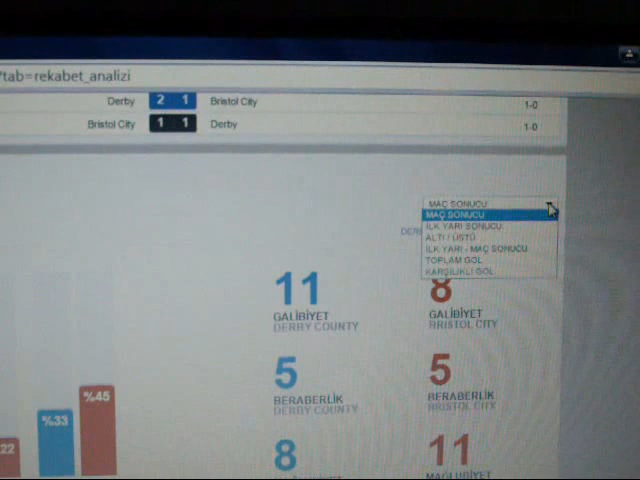 ?tab=rekabet_analizi
Derby 2 1 Bristol City 1-0
Bristol City 1 1 Derby 1-0
MAÇ SONUCU
MAÇ SONUCU
İLK YARI SONUCU
ALTI / ÜSTÜ
İLK YARI - MAÇ SONUCU
TOPLAM GOL
KARŞILIKLI GOL
11 8
GALİBİYET GALİBİYET
DERBY COUNTY BRISTOL CITY
5 5
BERABERLİK BERABERLİK
DERBY COUNTY BRISTOL CITY
%45
%33
22
8 11